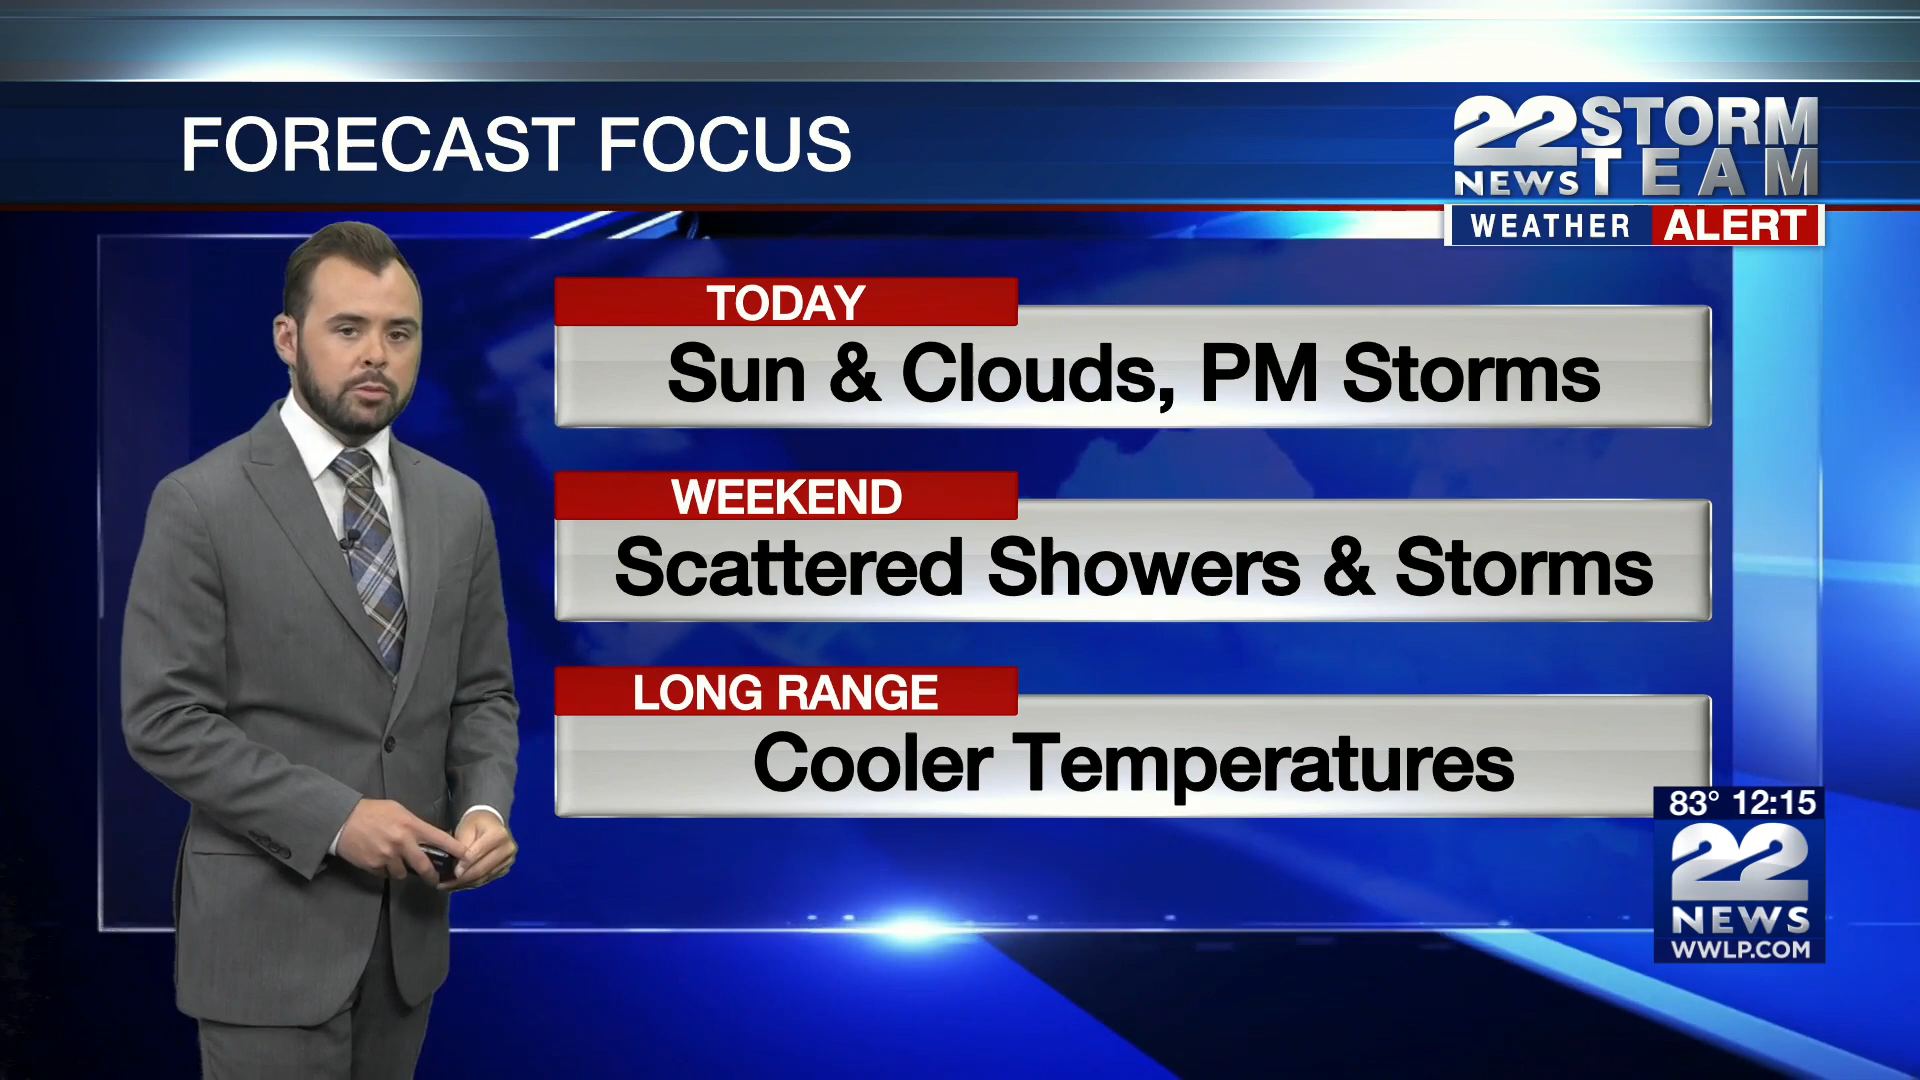 FORECAST FOCUS
22 NEWS STORM TEAM
WEATHER ALERT
TODAY
Sun & Clouds, PM Storms
WEEKEND
Scattered Showers & Storms
LONG RANGE
Cooler Temperatures
83° 12:15
22
NEWS
WWLP.COM